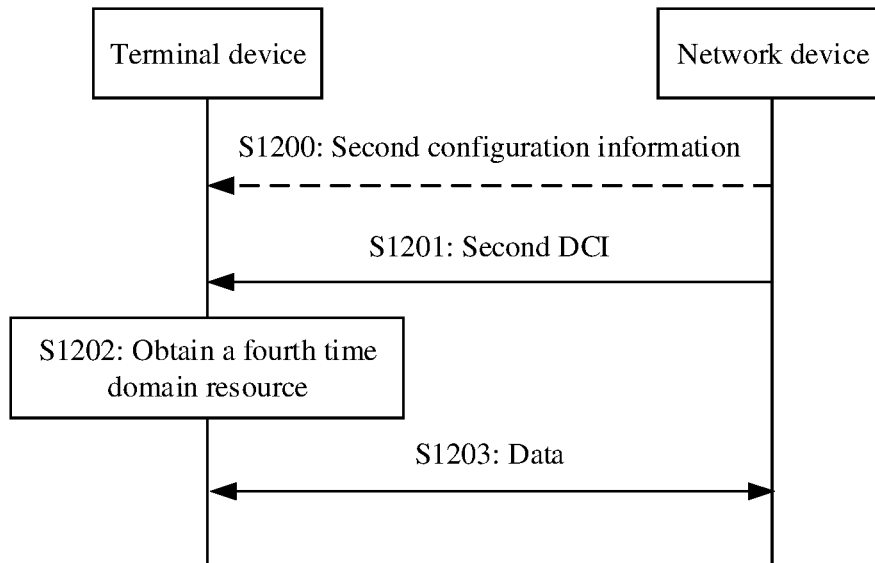 Terminal device
Network device
S1200: Second configuration information
S1201: Second DCI
S1202: Obtain a fourth time
domain resource
S1203: Data